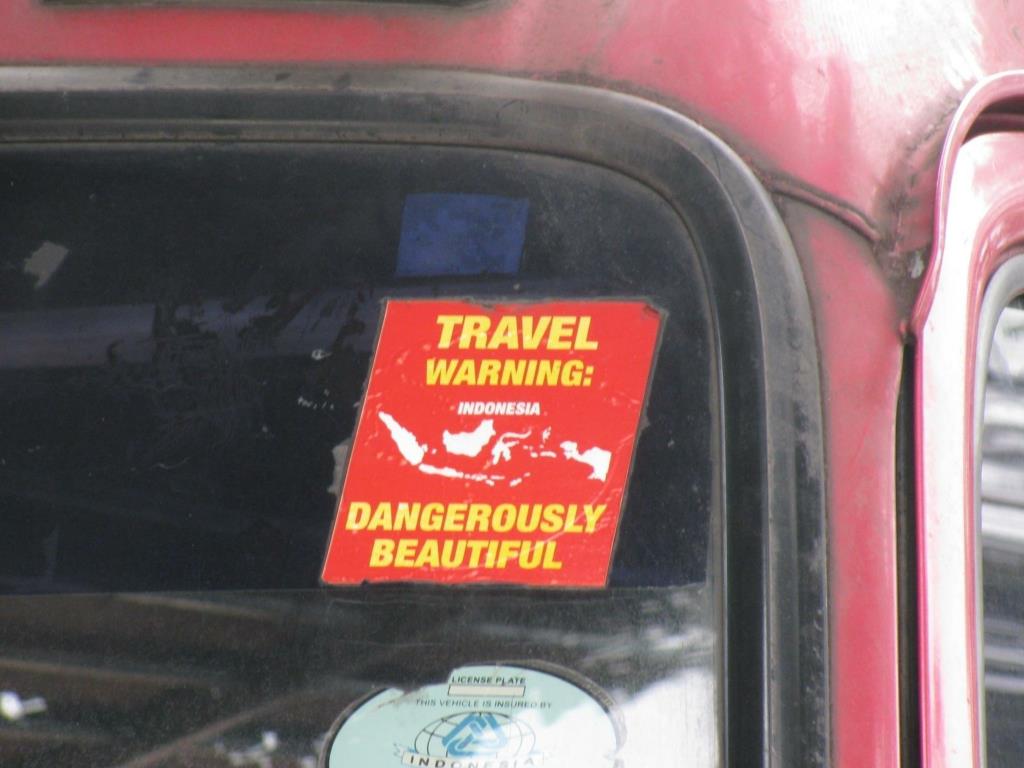 TRAVEL
WARNING:
INDONESIA
DANGEROUSLY
BEAUTIFUL
LICENSE PLATE
THIS VEHICLE IS INSURED BY
INDONESIA